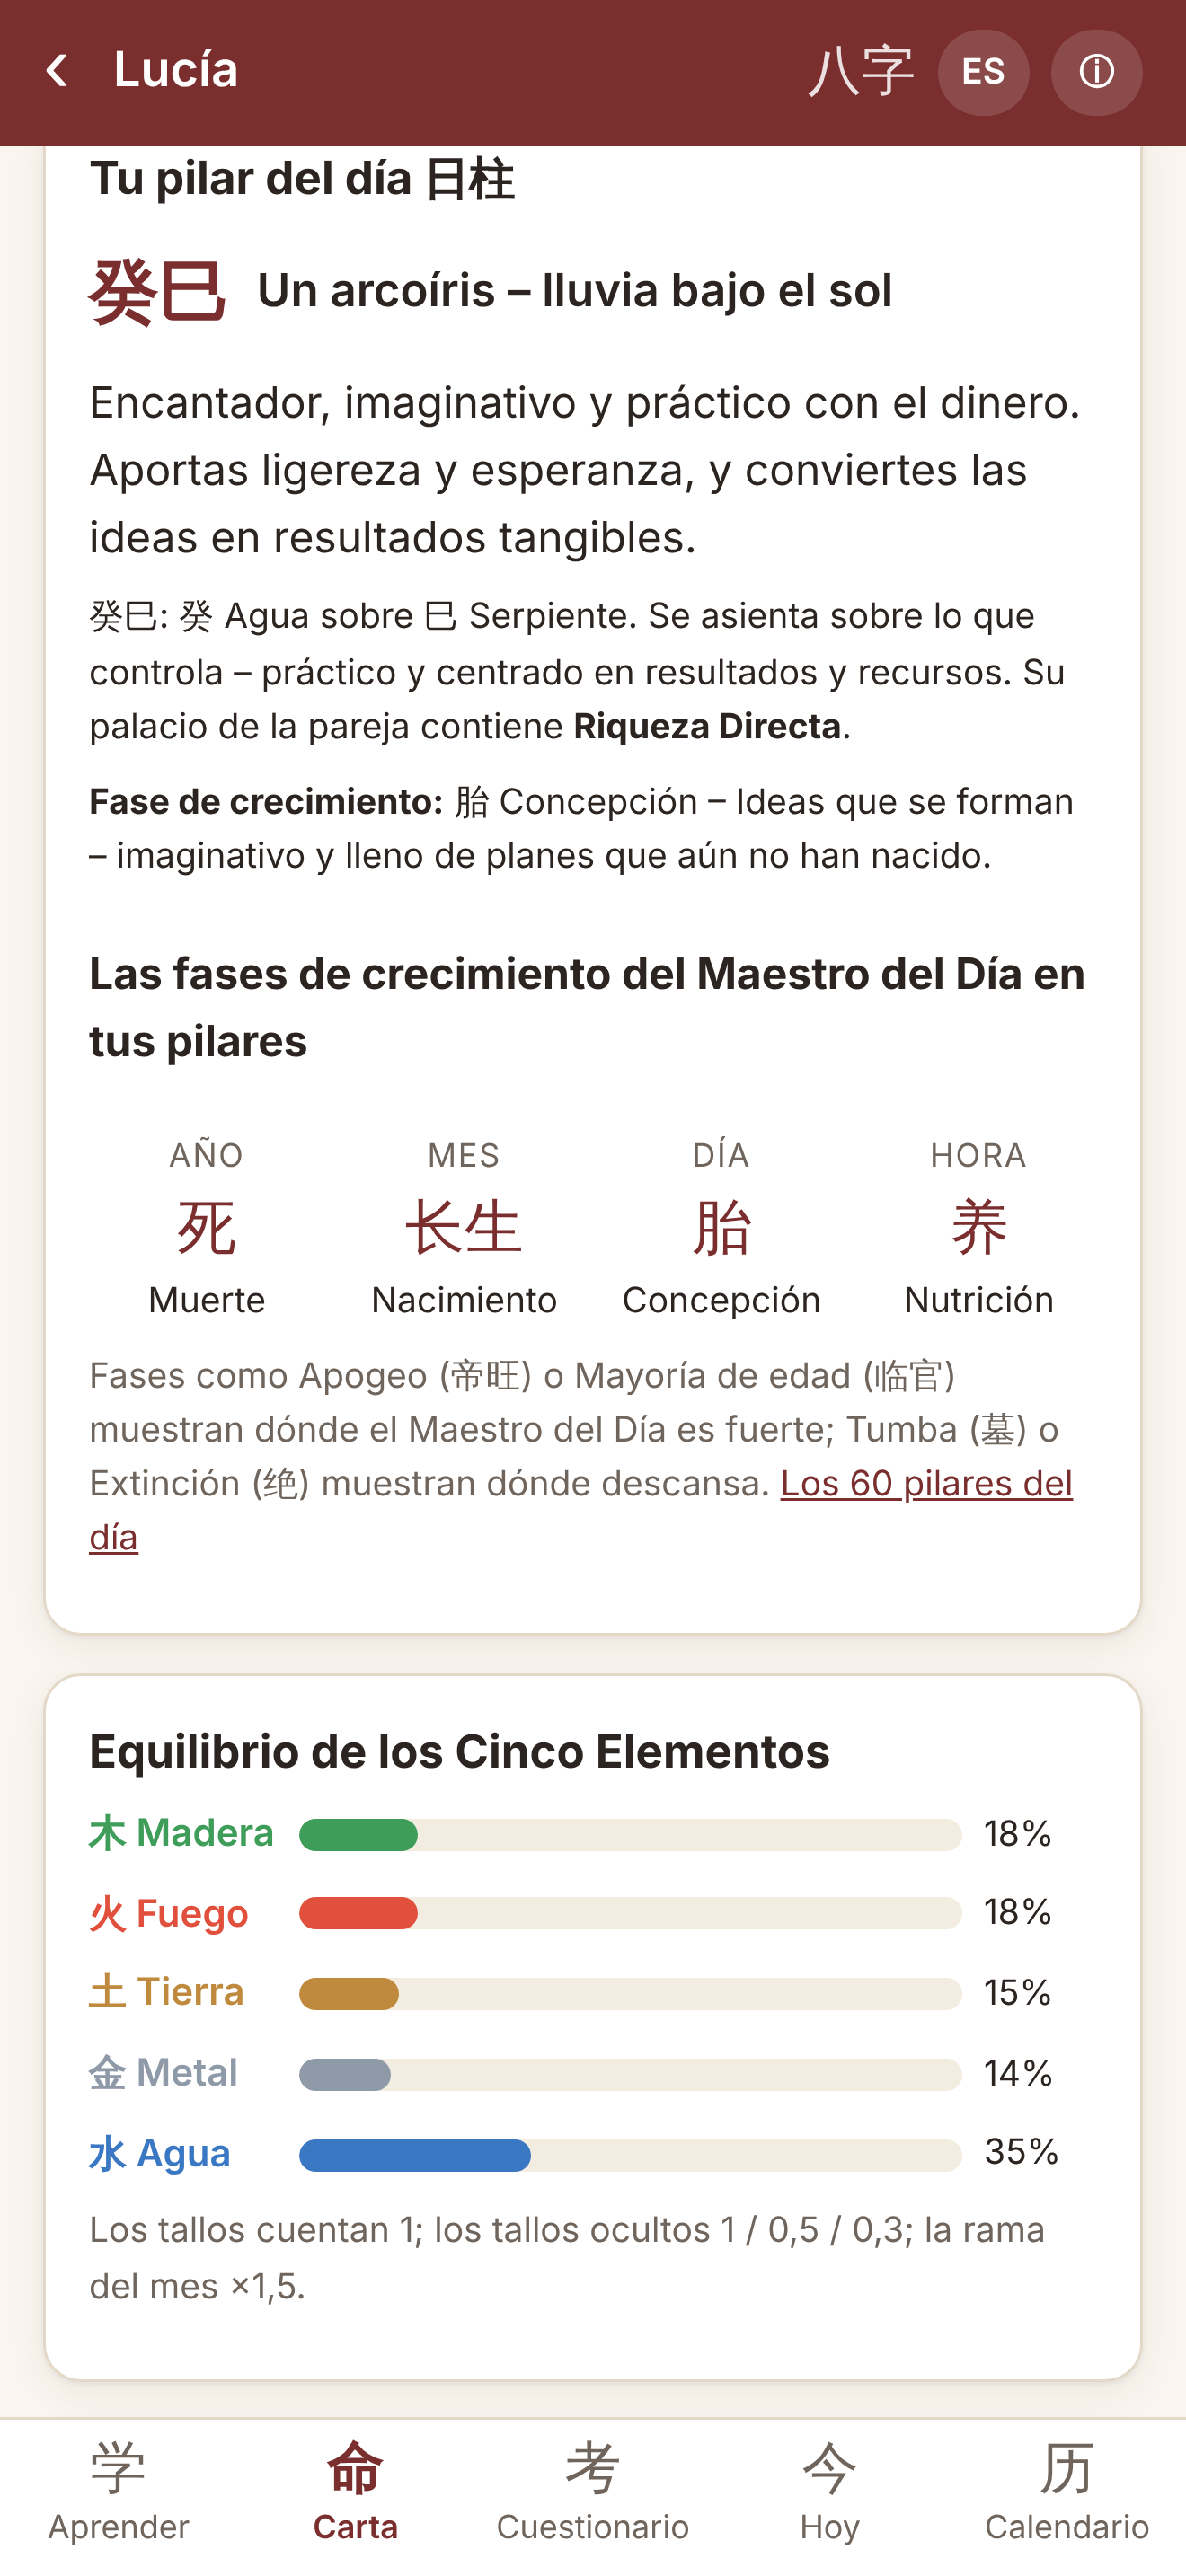 Lucía
八字
ES
Tu pilar del día 日柱
癸巳 Un arcoíris – lluvia bajo el sol
Encantador, imaginativo y práctico con el dinero.
Aportas ligereza y esperanza, y conviertes las
ideas en resultados tangibles.
癸巳: 癸 Agua sobre 巳 Serpiente. Se asienta sobre lo que
controla – práctico y centrado en resultados y recursos. Su
palacio de la pareja contiene Riqueza Directa.
Fase de crecimiento: 胎 Concepción – Ideas que se forman
– imaginativo y lleno de planes que aún no han nacido.
Las fases de crecimiento del Maestro del Día en
tus pilares
AÑO MES DÍA HORA
死 长生 胎 养
Muerte Nacimiento Concepción Nutrición
Fases como Apogeo (帝旺) o Mayoría de edad (临官)
muestran dónde el Maestro del Día es fuerte; Tumba (墓) o
Extinción (绝) muestran dónde descansa. Los 60 pilares del
día
Equilibrio de los Cinco Elementos
木 Madera 18%
火 Fuego 18%
土 Tierra 15%
金 Metal 14%
水 Agua 35%
Los tallos cuentan 1; los tallos ocultos 1 / 0,5 / 0,3; la rama
del mes ×1,5.
学 命 考 今 历
Aprender Carta Cuestionario Hoy Calendario